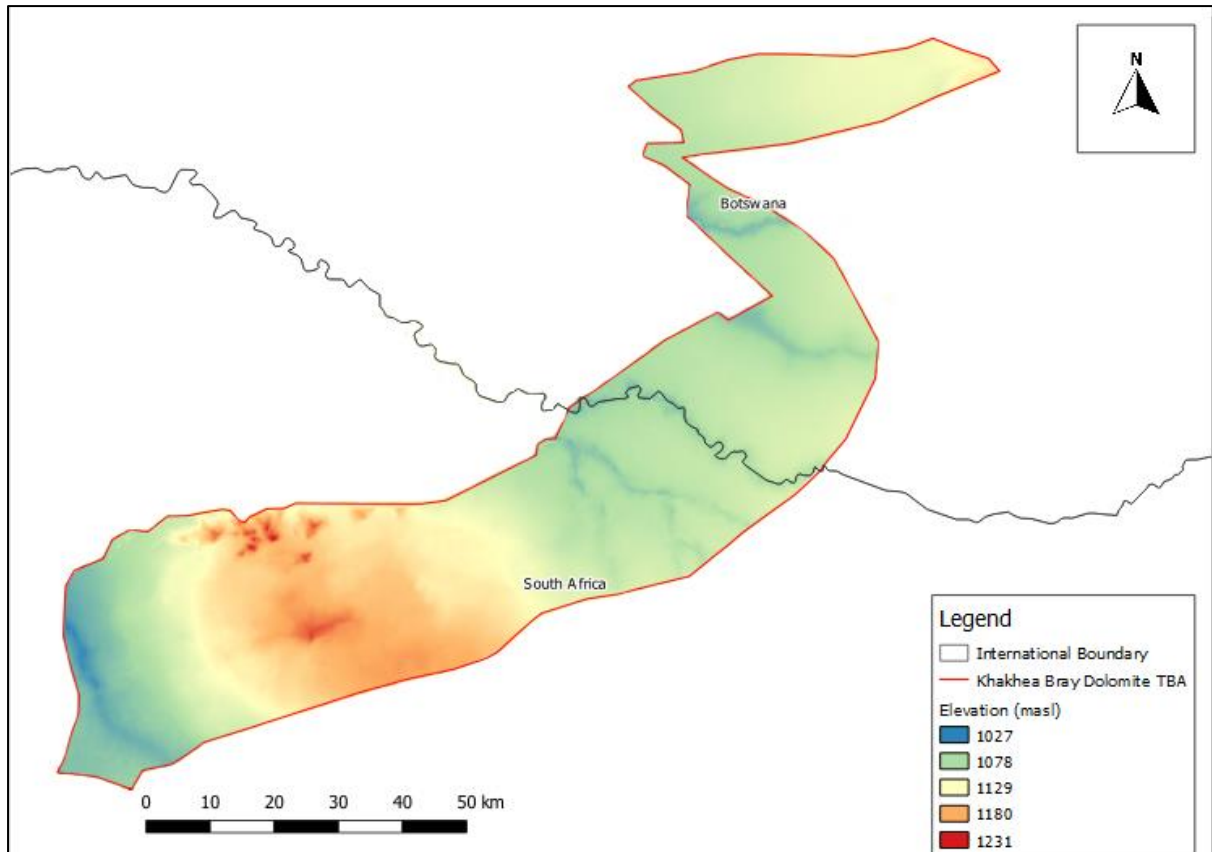 N
Botswana
South Africa
0 10 20 30 40 50 km
Legend
International Boundary
Khakhea Bray Dolomite TBA
Elevation (masl)
1027
1078
1129
1180
1231